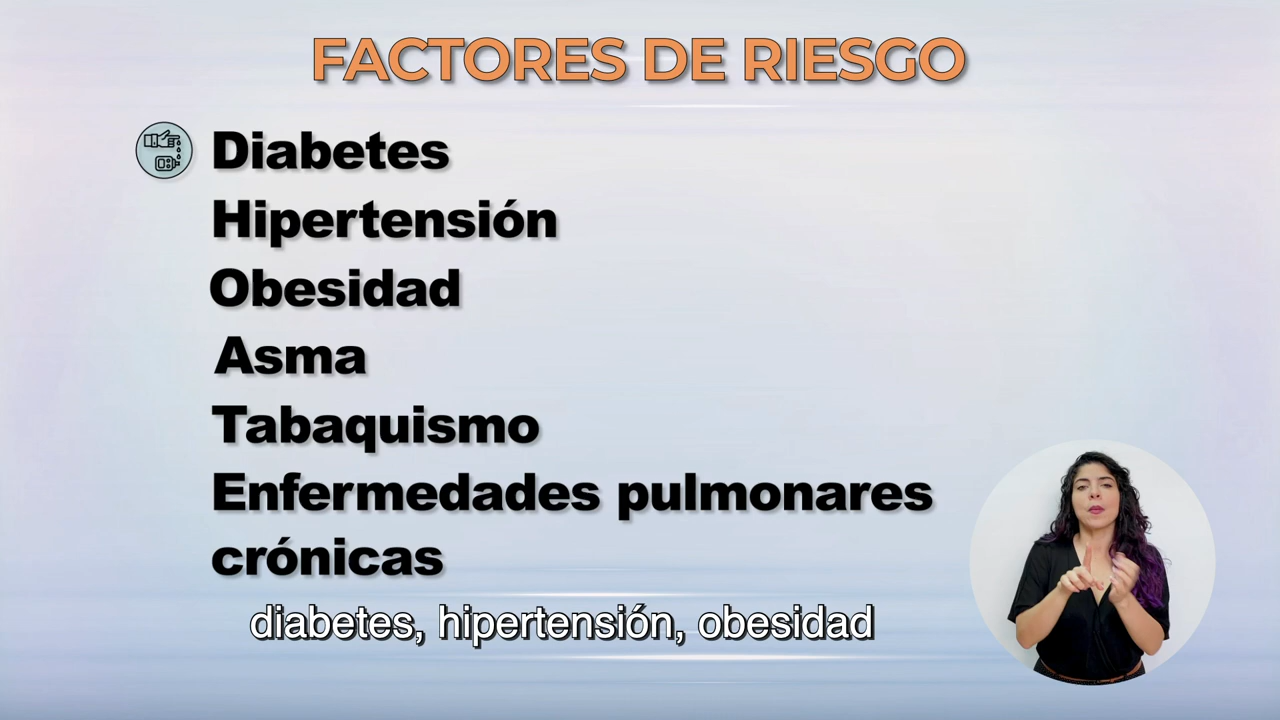 FACTORES DE RIESGO
Diabetes
Hipertensión
Obesidad
Asma
Tabaquismo
Enfermedades pulmonares
crónicas
diabetes, hipertensión, obesidad